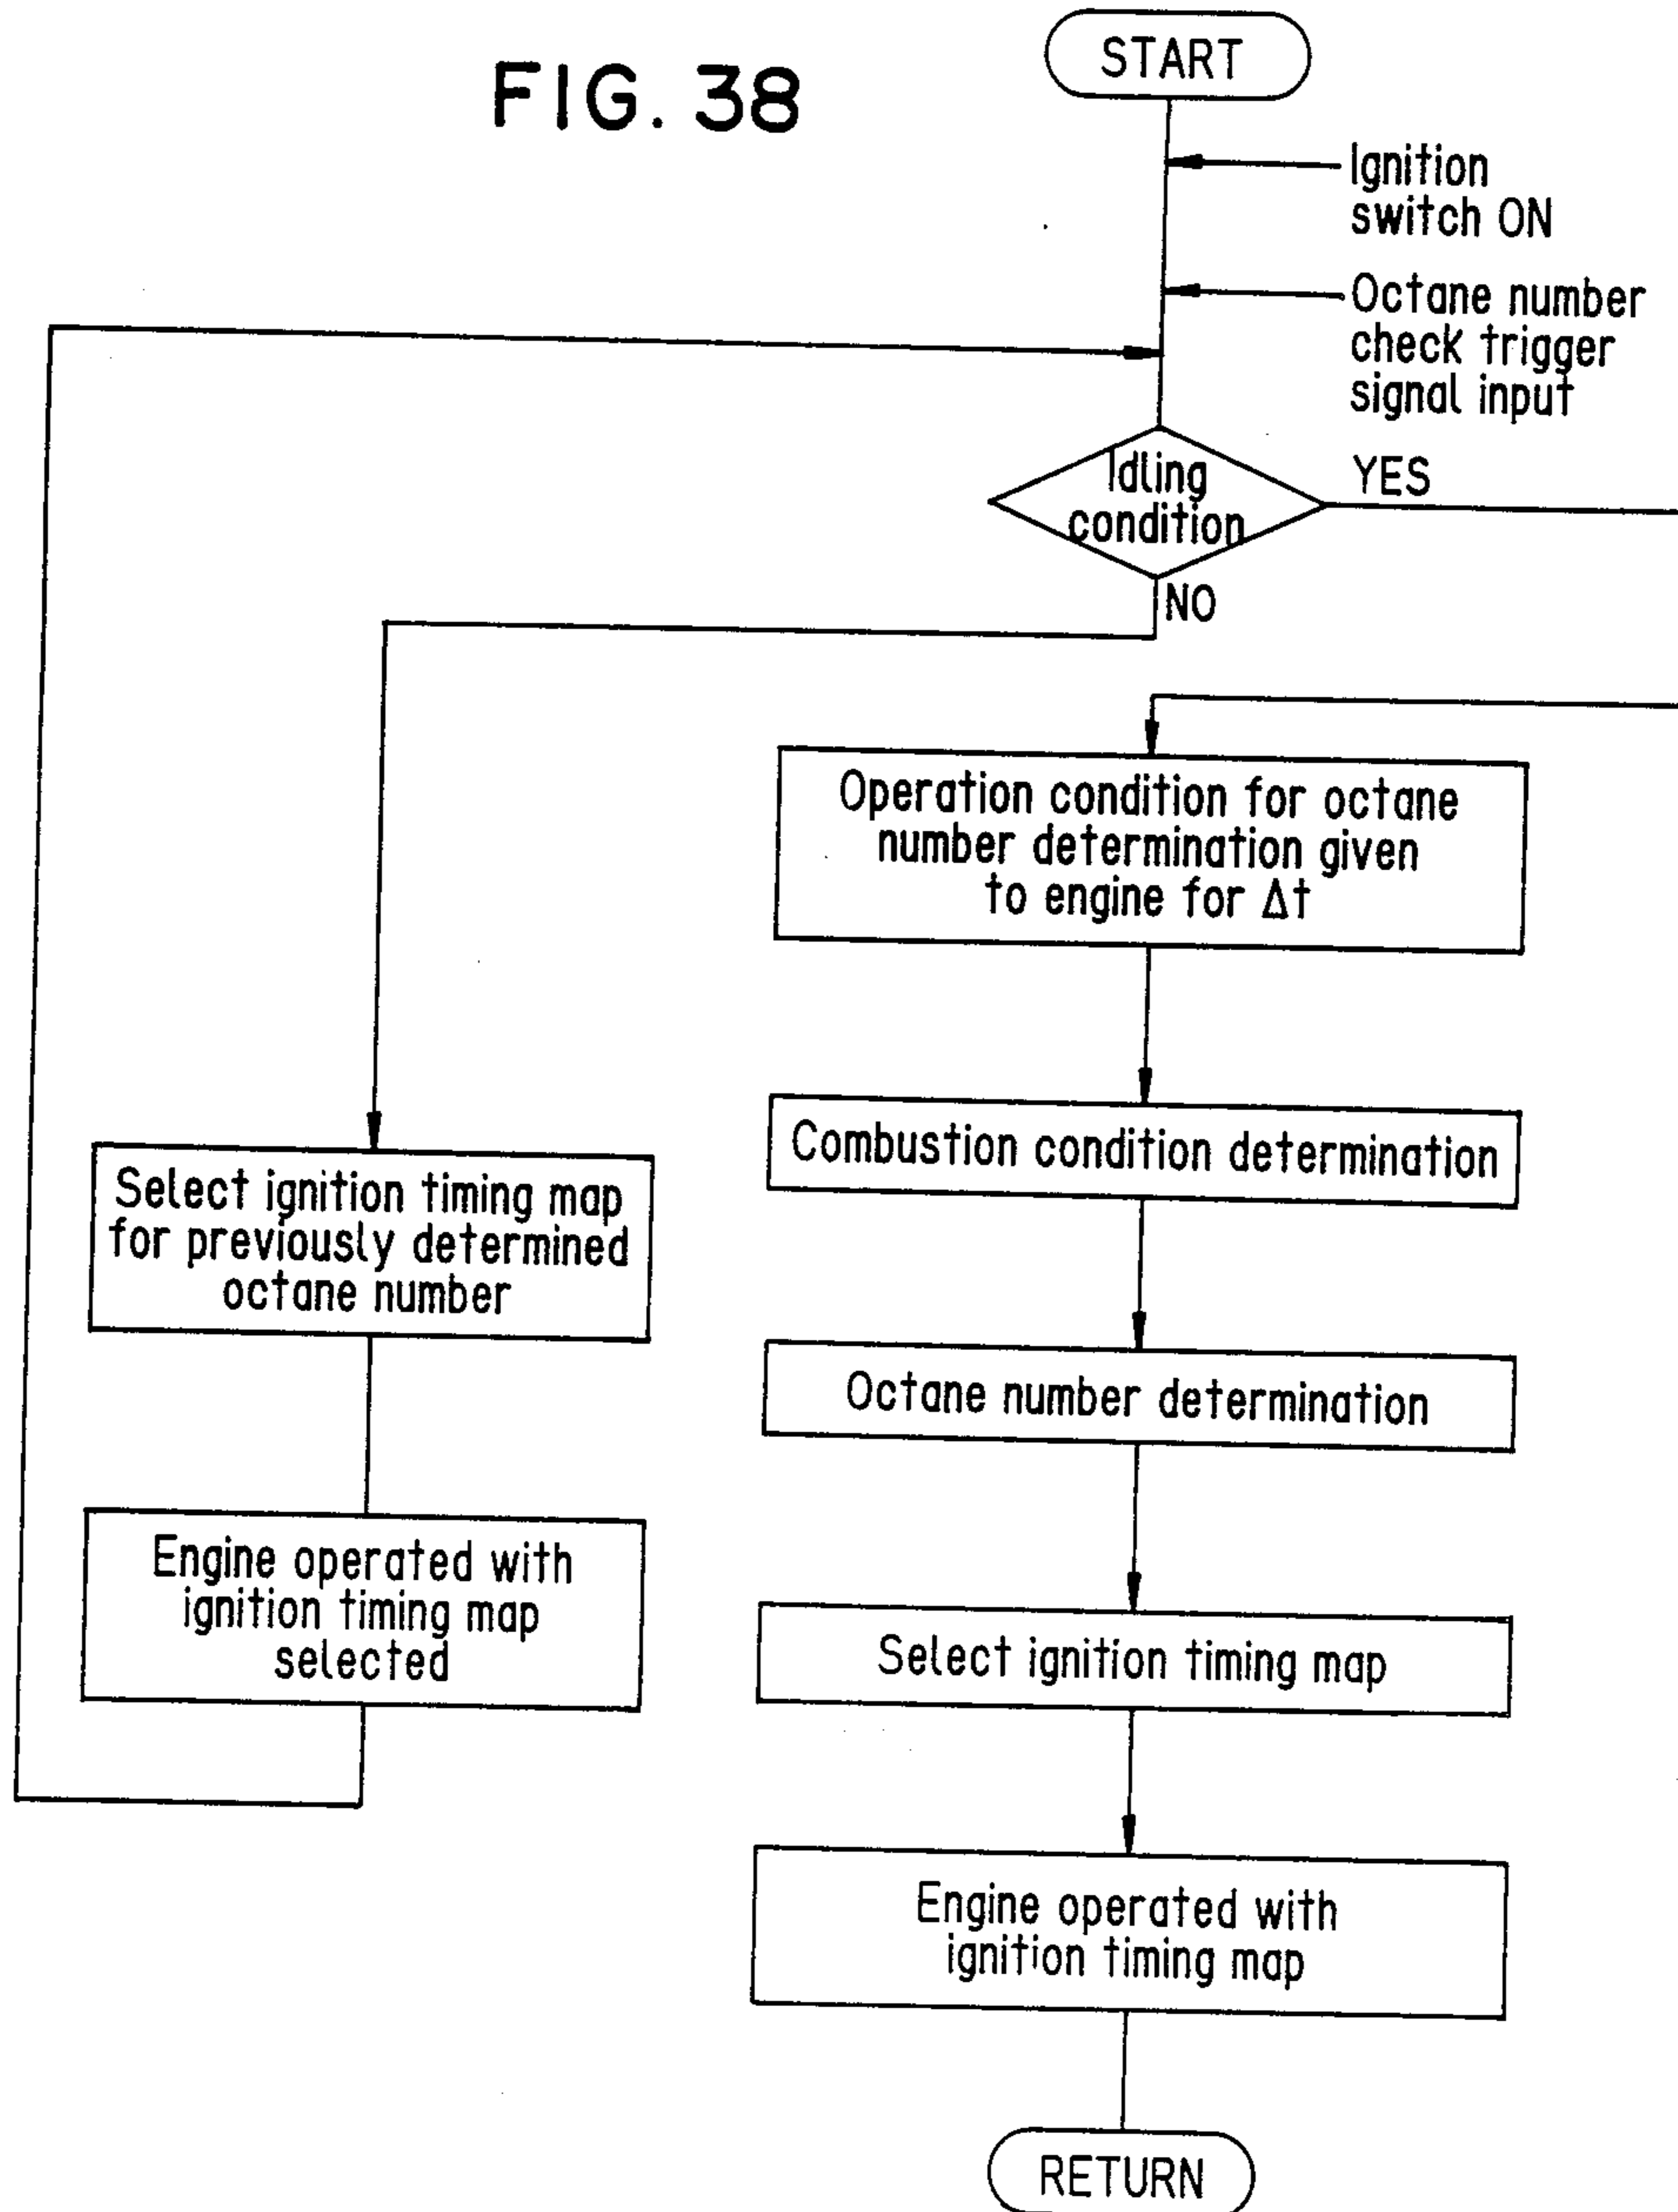 FIG. 38
START
Ignition
switch ON
Octane number
check trigger
signal input
Idling
condition
YES
NO
Operation condition for octane
number determination given
to engine for Δt
Combustion condition determination
Select ignition timing map
for previously determined
octane number
Octane number determination
Engine operated with
ignition timing map
selected
Select ignition timing map
Engine operated with
ignition timing map
RETURN